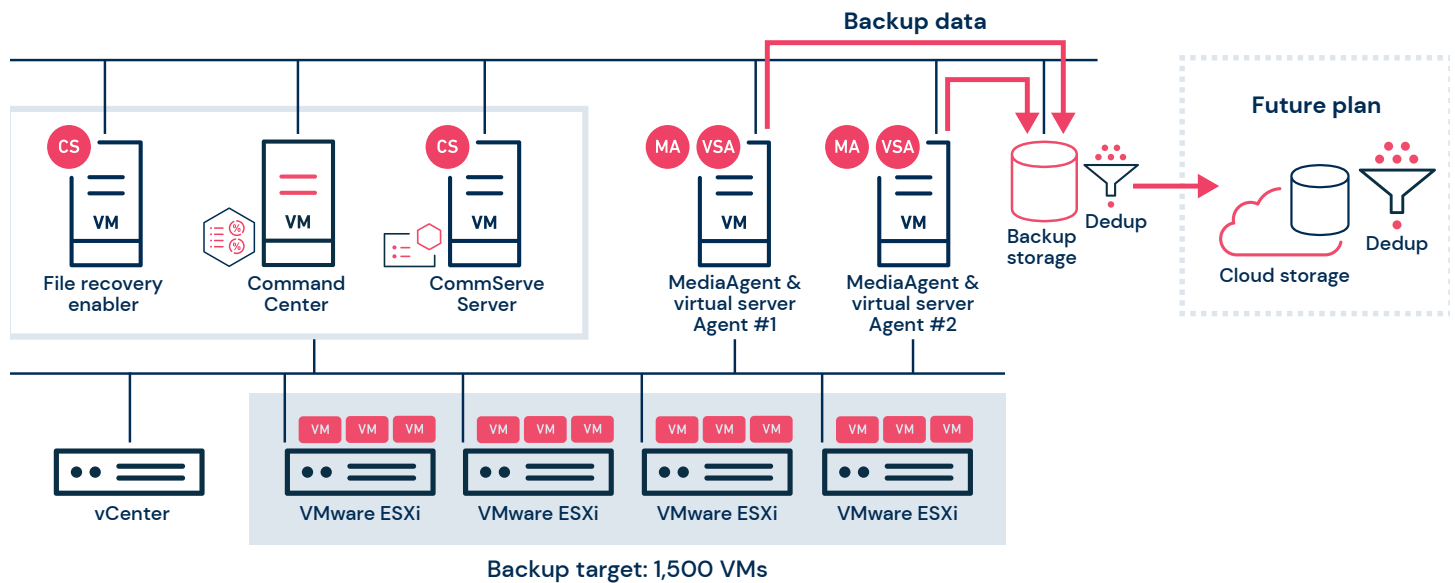 Backup data
Future plan
CS
CS
MA
VSA
MA
VSA
VM
VM
VM
VM
VM
%
%
File recovery
enabler
Command
Center
CommServe
Server
MediaAgent &
virtual server
Agent #1
MediaAgent &
virtual server
Agent #2
Backup
storage
Dedup
Cloud storage
Dedup
VM VM VM
VM VM VM
VM VM VM
VM VM VM
vCenter
VMware ESXi
VMware ESXi
VMware ESXi
VMware ESXi
Backup target: 1,500 VMs